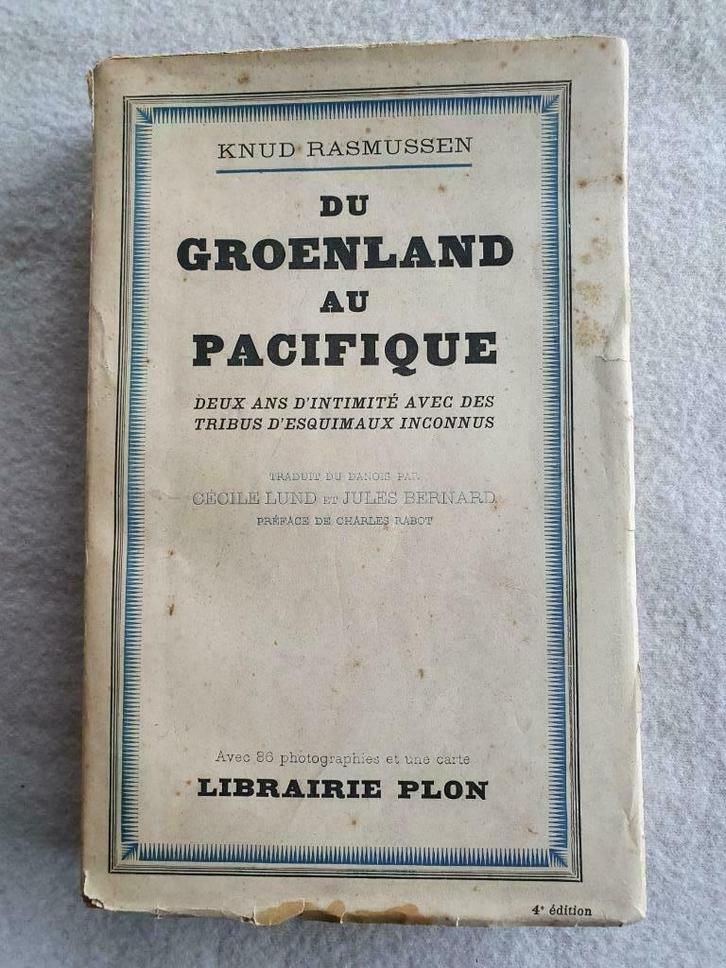 KNUD RASMUSSEN
DU
GROENLAND
AU
PACIFIQUE
DEUX ANS D'INTIMITÉ AVEC DES
TRIBUS D'ESQUIMAUX INCONNUS
TRADUIT DU DANOIS PAR
CÉCILE LUND ET JULES BERNARD
PRÉFACE DE CHARLES RABOT
Avec 86 photographies et une carte
LIBRAIRIE PLON
4e édition